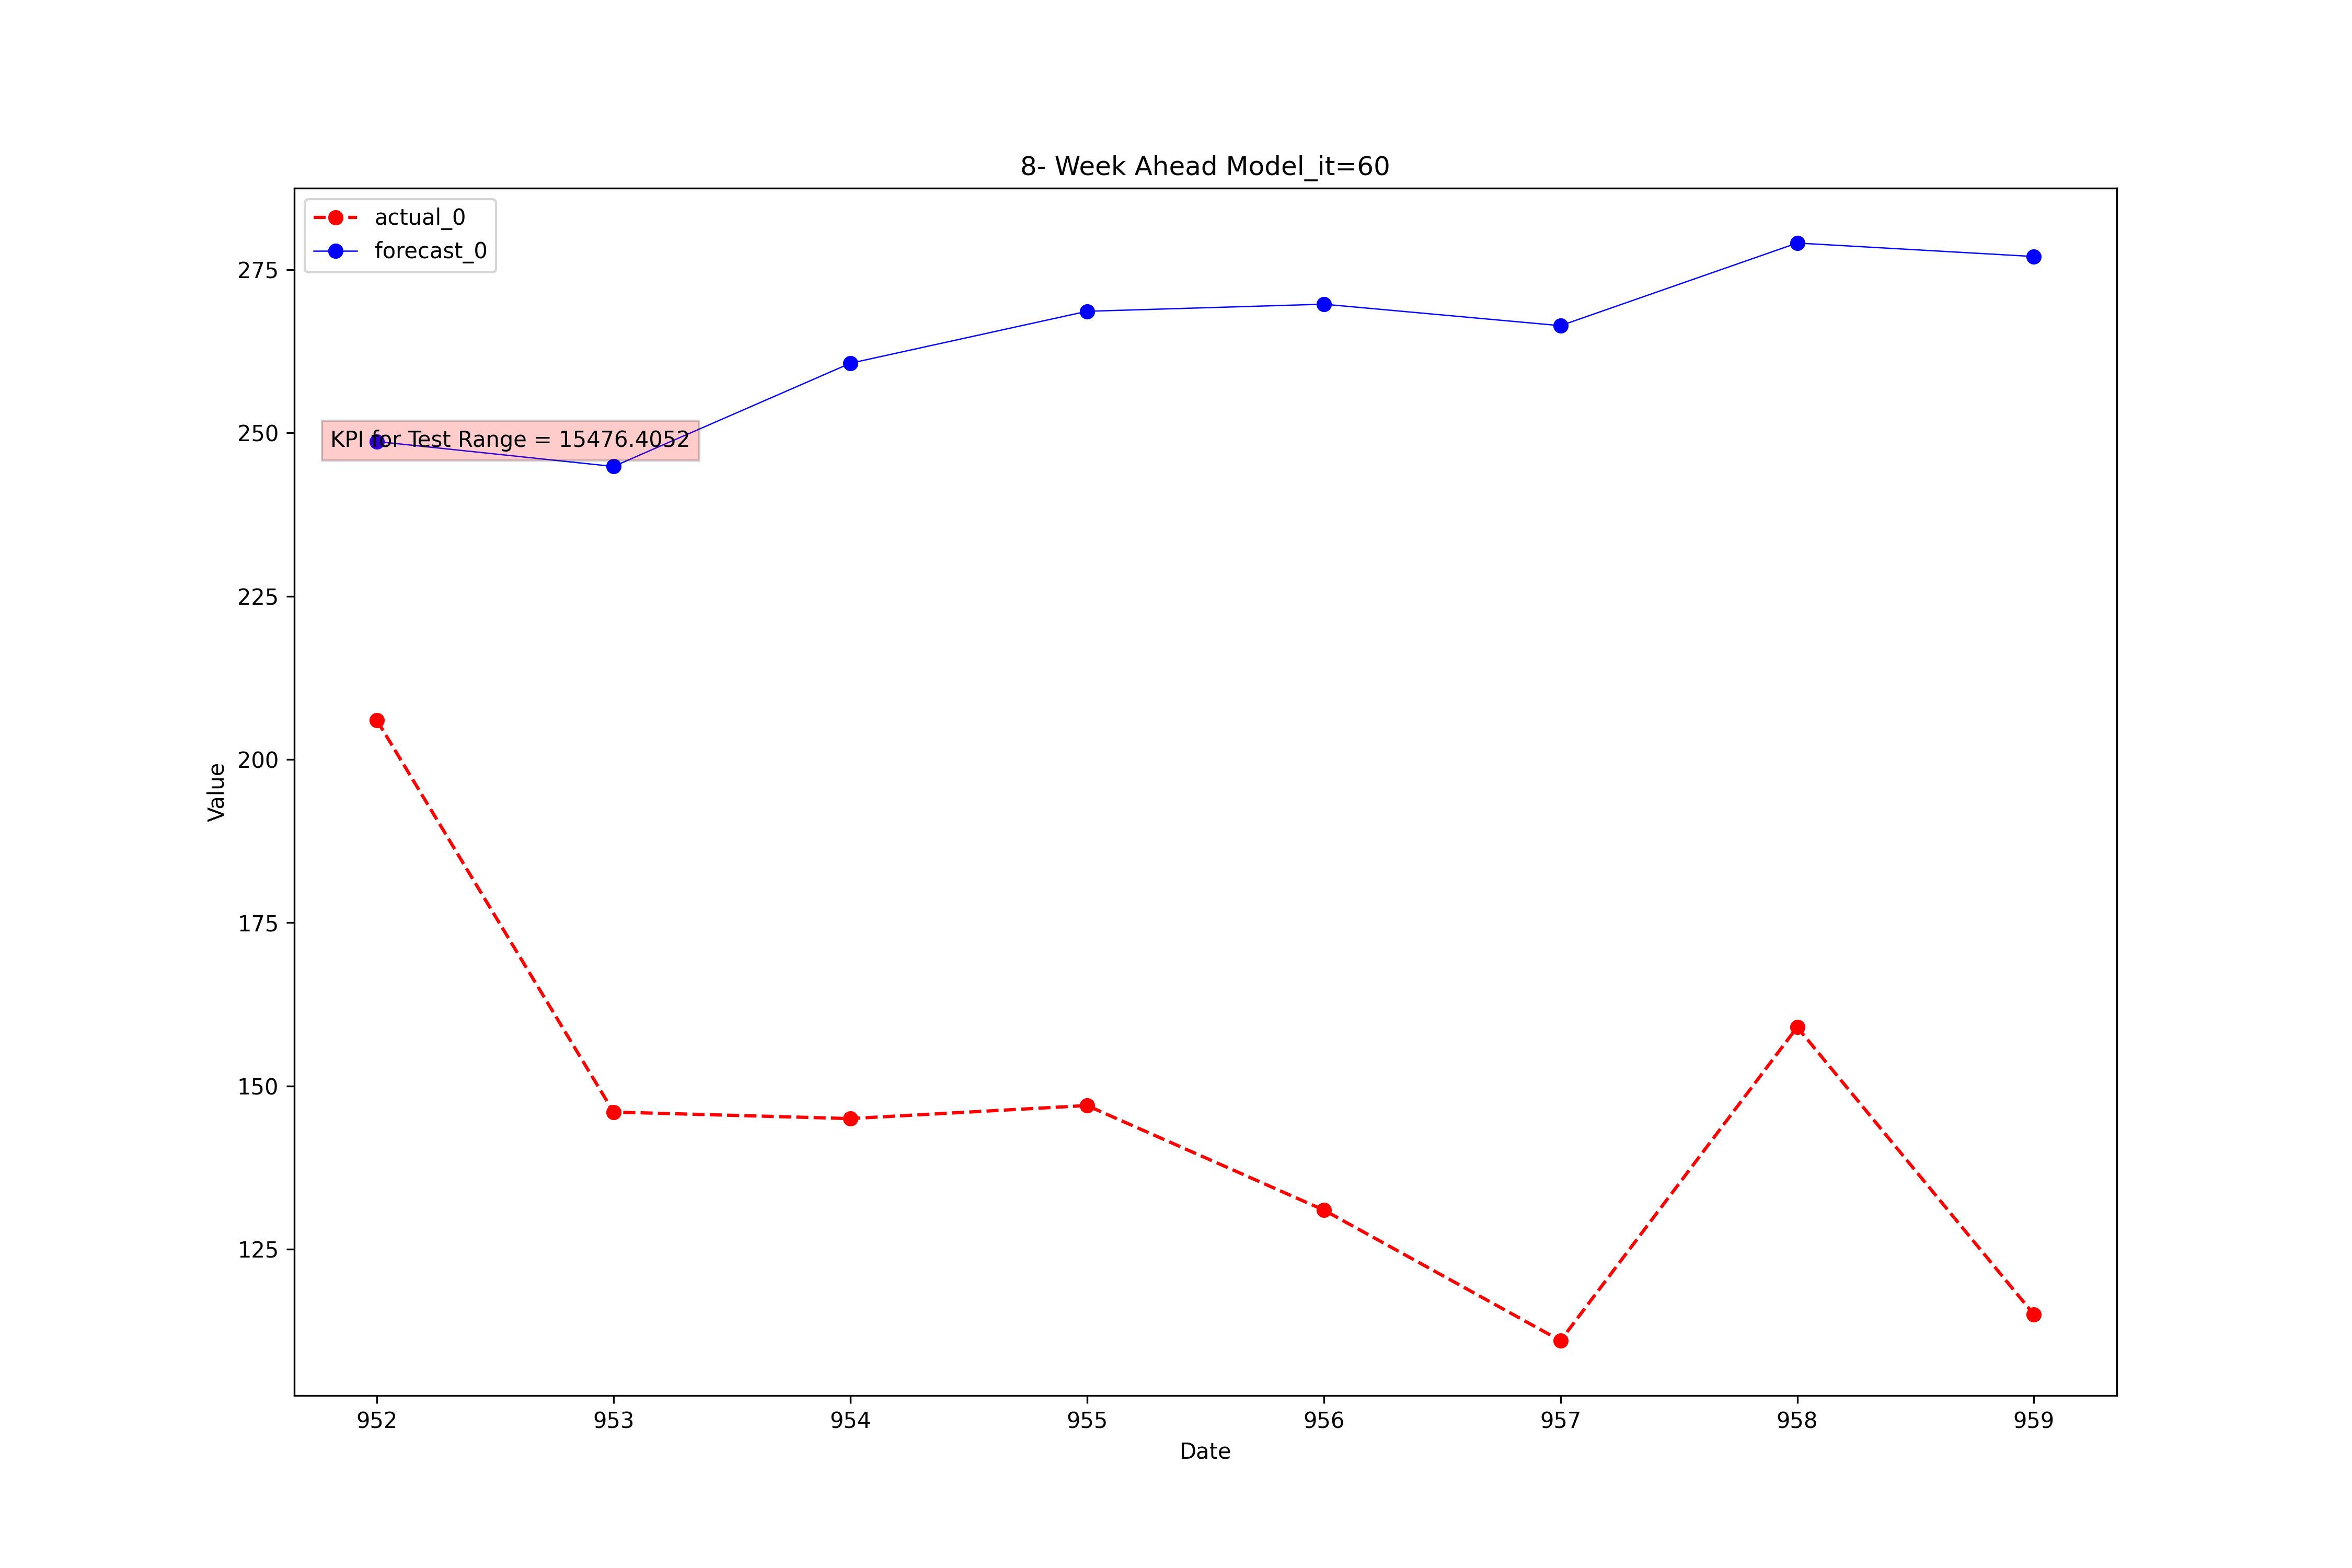 8- Week Ahead Model_it=60
actual_0
forecast_0
KPI for Test Range = 15476.4052
275
250
225
200
175
150
125
Value
952 953 954 955 956 957 958 959
Date